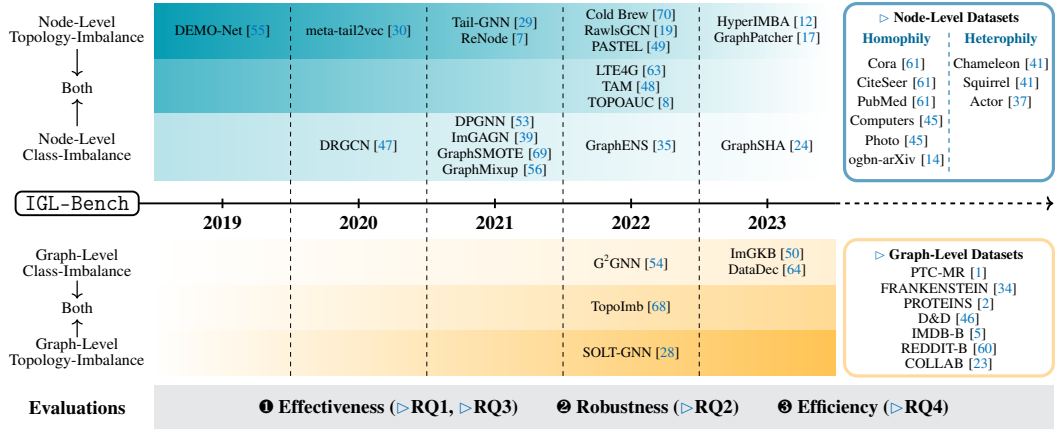 Node-Level
Topology-Imbalance
Both
Node-Level
Class-Imbalance
DEMO-Net [55]
meta-tail2vec [30]
Tail-GNN [29]
ReNode [7]
Cold Brew [70]
RawlsGCN [19]
PASTEL [49]
HyperIMBA [12]
GraphPatcher [17]
LTE4G [63]
TAM [48]
TOPOAUC [8]
DRGCN [47]
DPGNN [53]
ImGAGN [39]
GraphSMOTE [69]
GraphMixup [56]
GraphENS [35]
GraphSHA [24]
▷ Node-Level Datasets
Homophily
Cora [61]
CiteSeer [61]
PubMed [61]
Computers [45]
Photo [45]
ogbn-arXiv [14]
Heterophily
Chameleon [41]
Squirrel [41]
Actor [37]
IGL-Bench
2019 2020 2021 2022 2023
Graph-Level
Class-Imbalance
Both
Graph-Level
Topology-Imbalance
G²GNN [54]
ImGKB [50]
DataDec [64]
TopoImb [68]
SOLT-GNN [28]
▷ Graph-Level Datasets
PTC-MR [1]
FRANKENSTEIN [34]
PROTEINS [2]
D&D [46]
IMDB-B [5]
REDDIT-B [60]
COLLAB [23]
Evaluations ❶ Effectiveness (▷RQ1, ▷RQ3) ❷ Robustness (▷RQ2) ❸ Efficiency (▷RQ4)